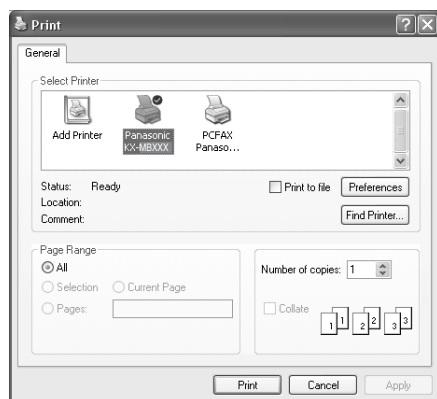 Print
General
Select Printer
Add Printer
Panasonic
KX-MBXXX
PCFAX
Panaso...
Status: Ready
Location:
Comment:
Print to file
Preferences
Find Printer...
Page Range
All
Selection
Current Page
Pages:
Number of copies: 1
Collate
1 1 2 2 3 3
Print
Cancel
Apply